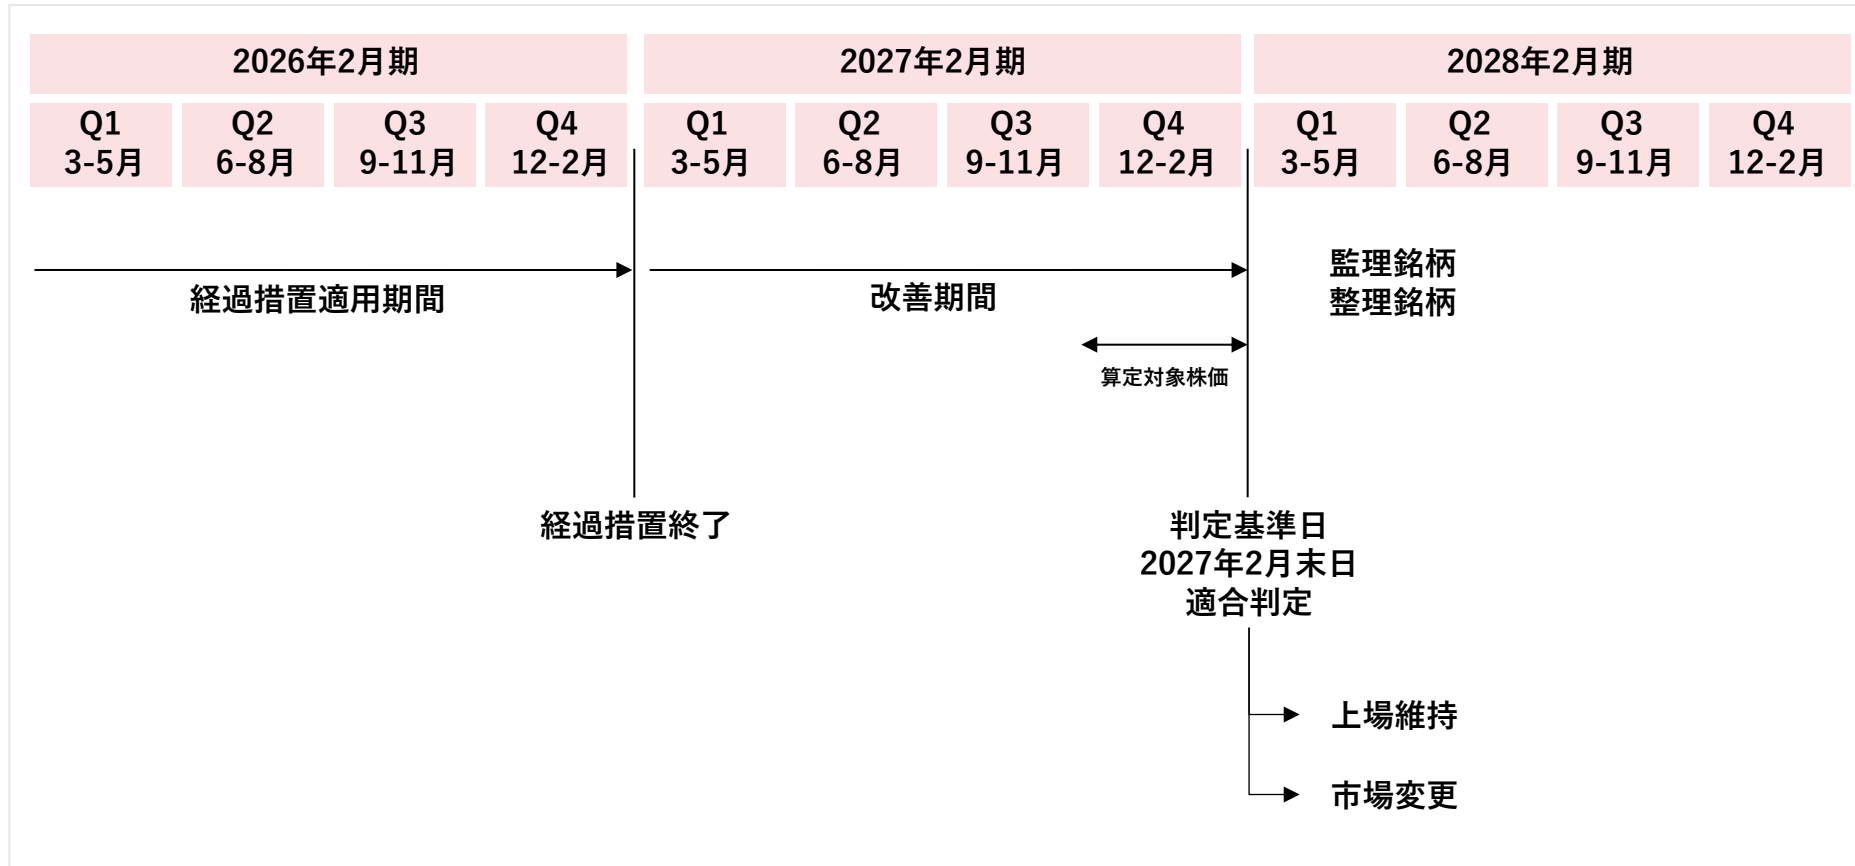 2026年2月期
2027年2月期
2028年2月期
Q1
3-5月
Q2
6-8月
Q3
9-11月
Q4
12-2月
Q1
3-5月
Q2
6-8月
Q3
9-11月
Q4
12-2月
Q1
3-5月
Q2
6-8月
Q3
9-11月
Q4
12-2月
経過措置適用期間
改善期間
監理銘柄
整理銘柄
算定対象株価
経過措置終了
判定基準日
2027年2月末日
適合判定
上場維持
市場変更